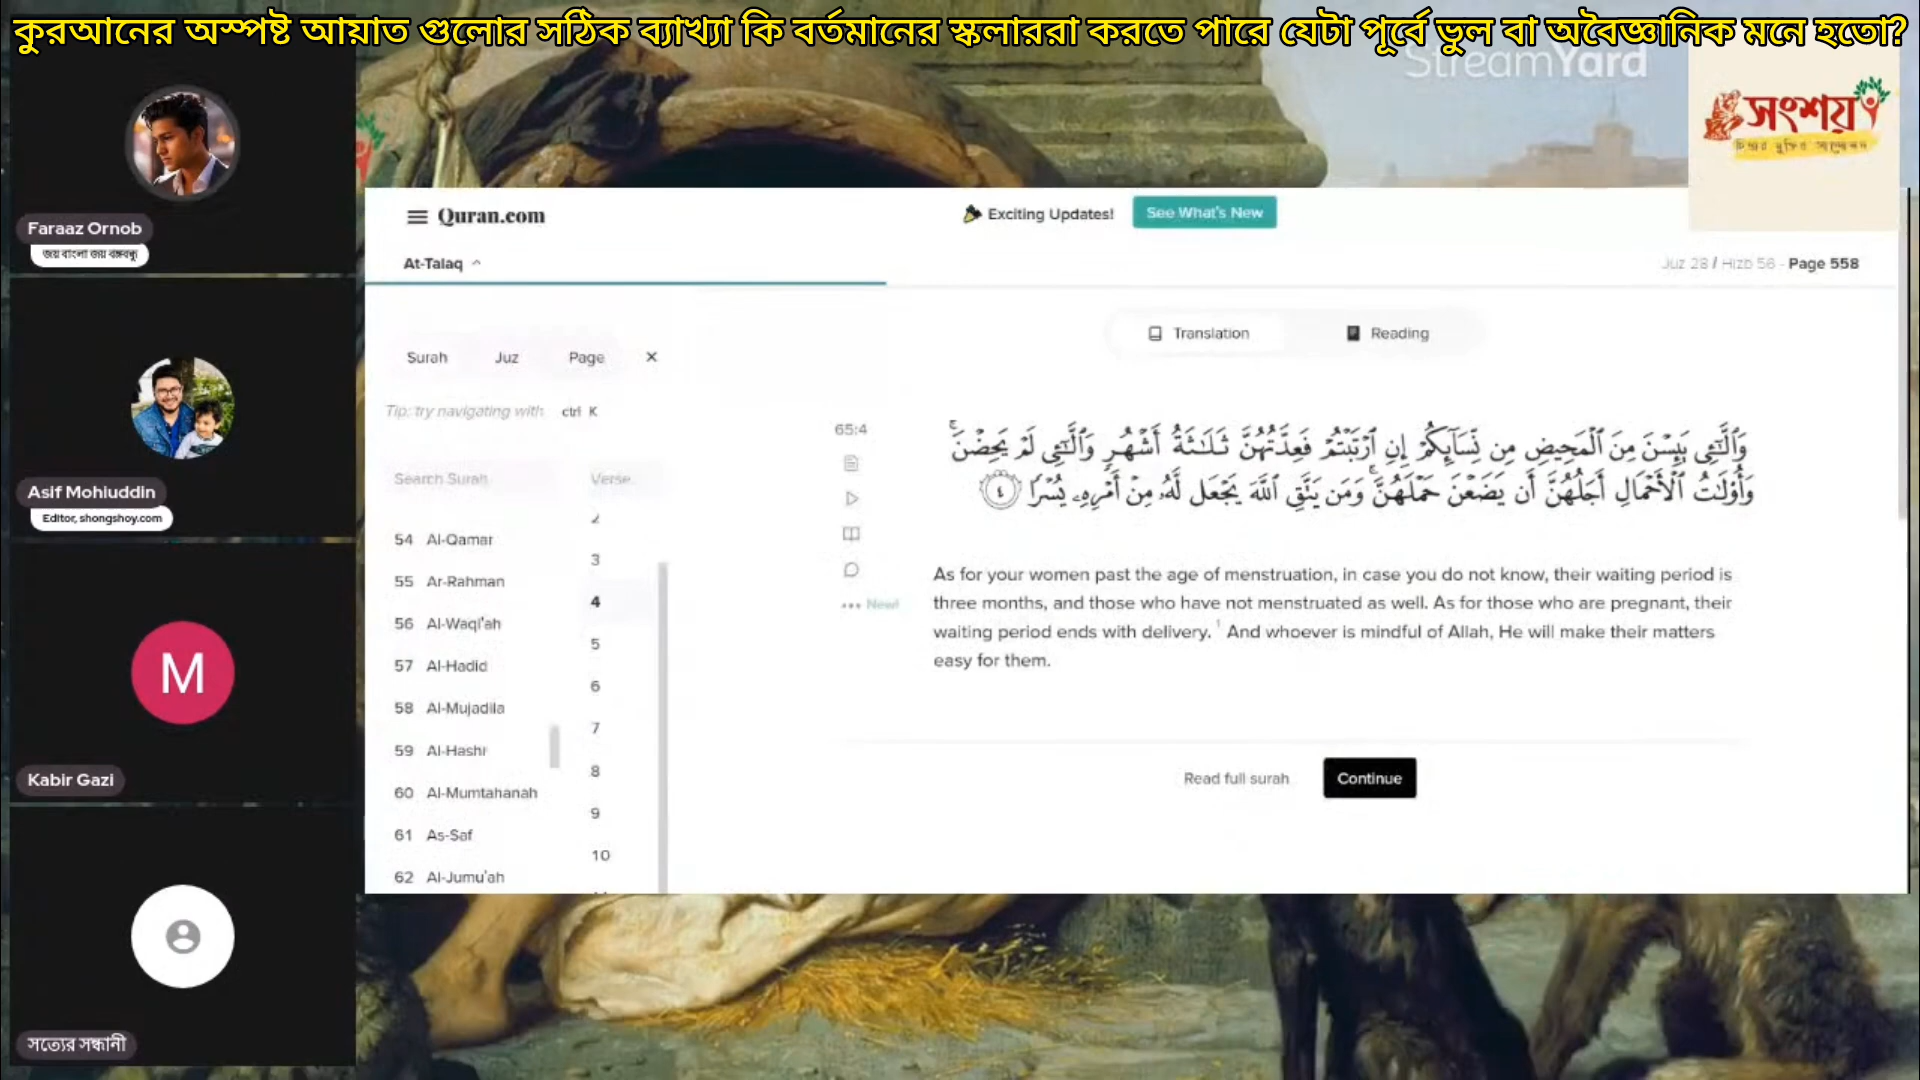 কুরআনের অস্পষ্ট আয়াত গুলোর সঠিক ব্যাখ্যা কি বর্তমানের স্কলাররা করতে পারে যেটা পূর্বে ভুল বা অবৈজ্ঞানিক মনে হতো?
StreamYard
সংশয়
চিন্তার মুক্তির আন্দোলন
Faraaz Ornob
জয় বাংলা জয় বঙ্গবন্ধু
Asif Mohiuddin
Editor, shongshoy.com
M
Kabir Gazi
সত্যের সন্ধানী
Quran.com
Exciting Updates!
See What's New
At-Talaq
Juz 28 / Hizb 56 - Page 558
Surah Juz Page
Tip: try navigating with ctrl K
Search Surah
Verse
54 Al-Qamar
55 Ar-Rahman
56 Al-Waqi'ah
57 Al-Hadid
58 Al-Mujadila
59 Al-Hashr
60 Al-Mumtahanah
61 As-Saf
62 Al-Jumu'ah
2
3
4
5
6
7
8
9
10
Translation
Reading
65:4
New!
وَٱلَّـٰٓـِٔى يَئِسْنَ مِنَ ٱلْمَحِيضِ مِن نِّسَآئِكُمْ إِنِ ٱرْتَبْتُمْ فَعِدَّتُهُنَّ ثَلَـٰثَةُ أَشْهُرٍ وَٱلَّـٰٓـِٔى لَمْ يَحِضْنَ ۚ
وَأُو۟لَـٰتُ ٱلْأَحْمَالِ أَجَلُهُنَّ أَن يَضَعْنَ حَمْلَهُنَّ ۚ وَمَن يَتَّقِ ٱللَّهَ يَجْعَل لَّهُۥ مِنْ أَمْرِهِۦ يُسْرًا ٤
As for your women past the age of menstruation, in case you do not know, their waiting period is
three months, and those who have not menstruated as well. As for those who are pregnant, their
waiting period ends with delivery. 1 And whoever is mindful of Allah, He will make their matters
easy for them.
Read full surah
Continue